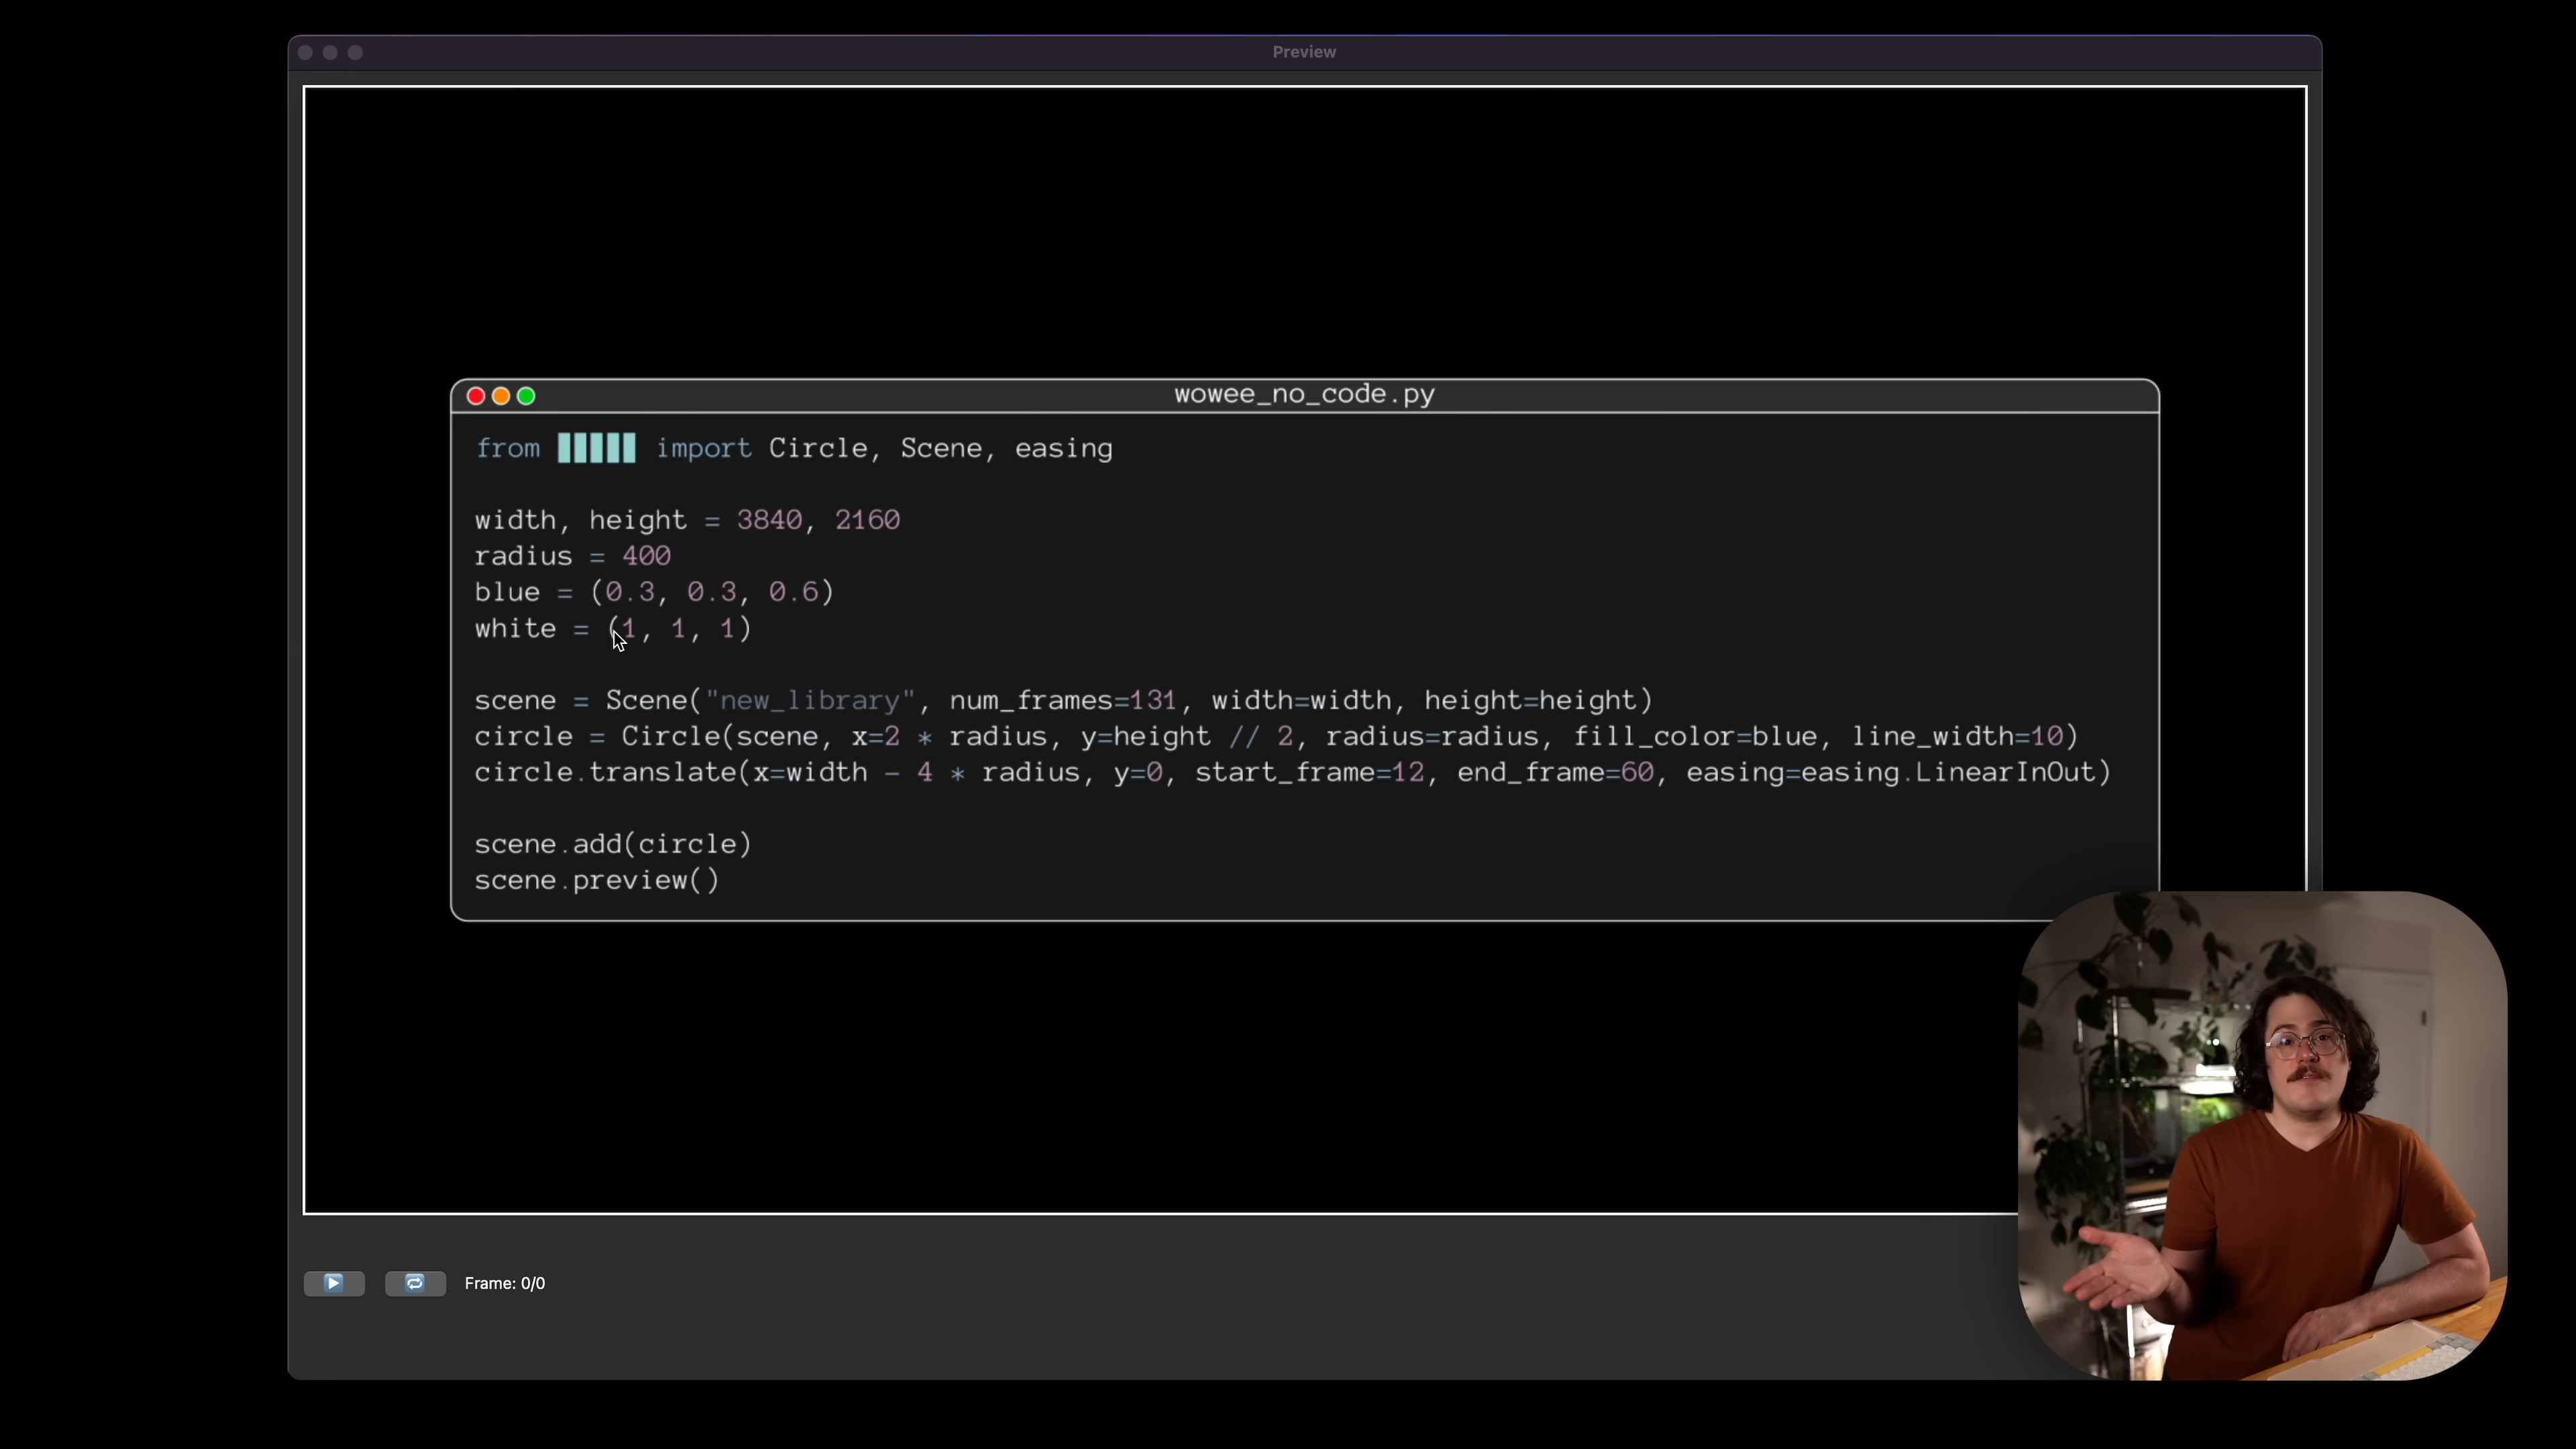 Preview
wowee_no_code.py
from █████ import Circle, Scene, easing
width, height = 3840, 2160
radius = 400
blue = (0.3, 0.3, 0.6)
white = (1, 1, 1)
scene = Scene("new_library", num_frames=131, width=width, height=height)
circle = Circle(scene, x=2 * radius, y=height // 2, radius=radius, fill_color=blue, line_width=10)
circle.translate(x=width - 4 * radius, y=0, start_frame=12, end_frame=60, easing=easing.LinearInOut)
scene.add(circle)
scene.preview()
Frame: 0/0